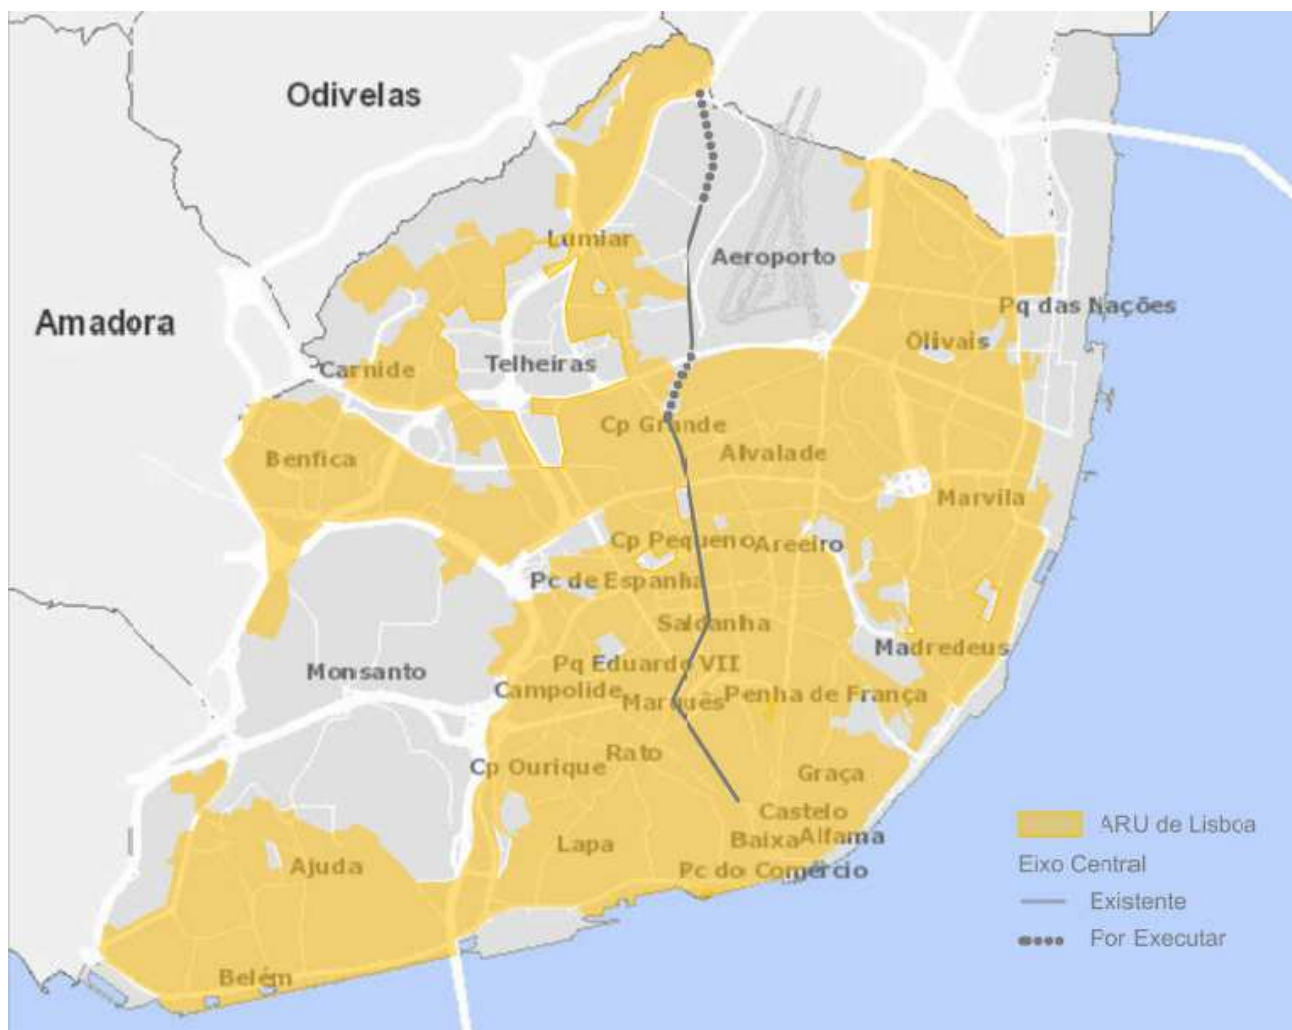 Odivelas
Lumiar
Aeroporto
Amadora
Pq das Nações
Olivais
Carnide
Telheiras
Cp Grande
Alvalade
Benfica
Marvila
Cp Pequeno
Areeiro
Pc de Espanha
Saldanha
Madredeus
Monsanto
Pq Eduardo VII
Campolide
Marquês
Penha de França
Rato
Cp Ourique
Graça
Castelo
Baixa
Alfama
Lapa
Ajuda
Pc do Comércio
Belém
ARU de Lisboa
Eixo Central
Existente
For Executar